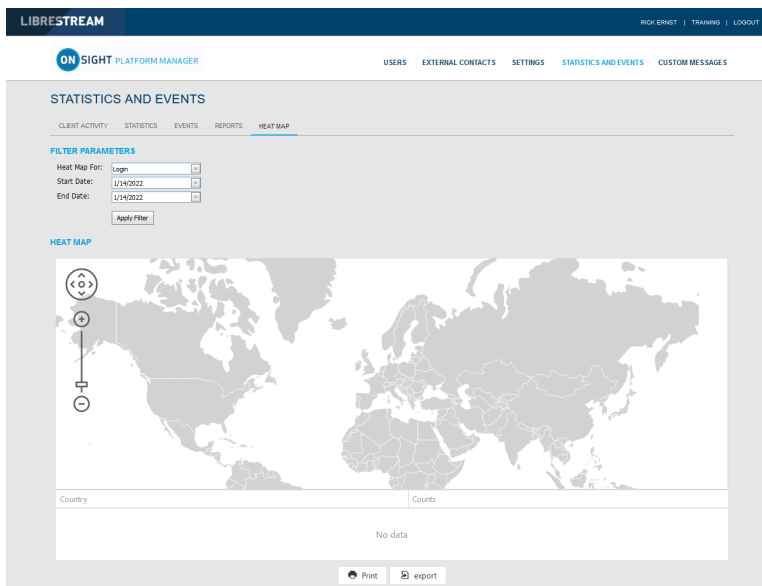 LIBRESTREAM
RICK ERNST | TRAINING | LOGOUT
ON SIGHT PLATFORM MANAGER
USERS EXTERNAL CONTACTS SETTINGS STATISTICS AND EVENTS CUSTOM MESSAGES
STATISTICS AND EVENTS
CLIENT ACTIVITY STATISTICS EVENTS REPORTS HEAT MAP
FILTER PARAMETERS
Heat Map For: Login
Start Date: 1/14/2022
End Date: 1/14/2022
Apply Filter
HEAT MAP
Country Counts
No data
Print export